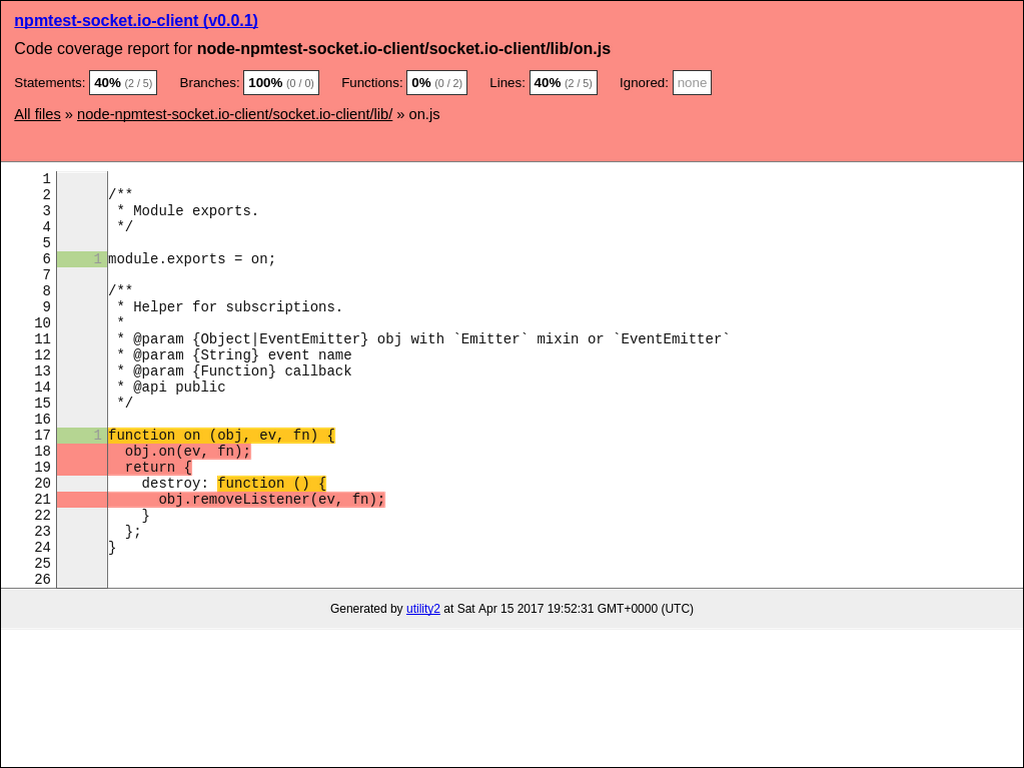 npmtest-socket.io-client (v0.0.1)
Code coverage report for node-npmtest-socket.io-client/socket.io-client/lib/on.js
Statements: 40% (2 / 5) Branches: 100% (0 / 0) Functions: 0% (0 / 2) Lines: 40% (2 / 5) Ignored: none
All files » node-npmtest-socket.io-client/socket.io-client/lib/ » on.js
1
2 /**
3  * Module exports.
4  */
5
6 1 module.exports = on;
7
8 /**
9  * Helper for subscriptions.
10  *
11  * @param {Object|EventEmitter} obj with `Emitter` mixin or `EventEmitter`
12  * @param {String} event name
13  * @param {Function} callback
14  * @api public
15  */
16
17 1 function on (obj, ev, fn) {
18   obj.on(ev, fn);
19   return {
20     destroy: function () {
21       obj.removeListener(ev, fn);
22     }
23   };
24 }
25
26
Generated by utility2 at Sat Apr 15 2017 19:52:31 GMT+0000 (UTC)